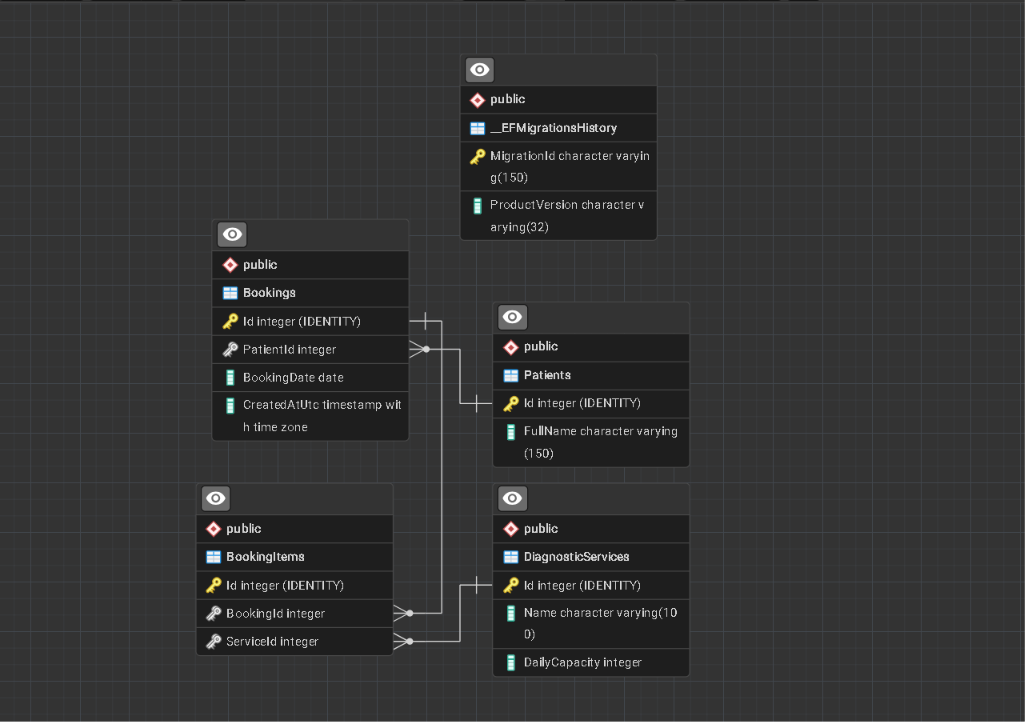 public
__EFMigrationsHistory
MigrationId character varyin
g(150)
ProductVersion character v
arying(32)
public
Bookings
Id integer (IDENTITY)
PatientId integer
BookingDate date
CreatedAtUtc timestamp wit
h time zone
public
Patients
Id integer (IDENTITY)
FullName character varying
(150)
public
BookingItems
Id integer (IDENTITY)
BookingId integer
ServiceId integer
public
DiagnosticServices
Id integer (IDENTITY)
Name character varying(10
0)
DailyCapacity integer